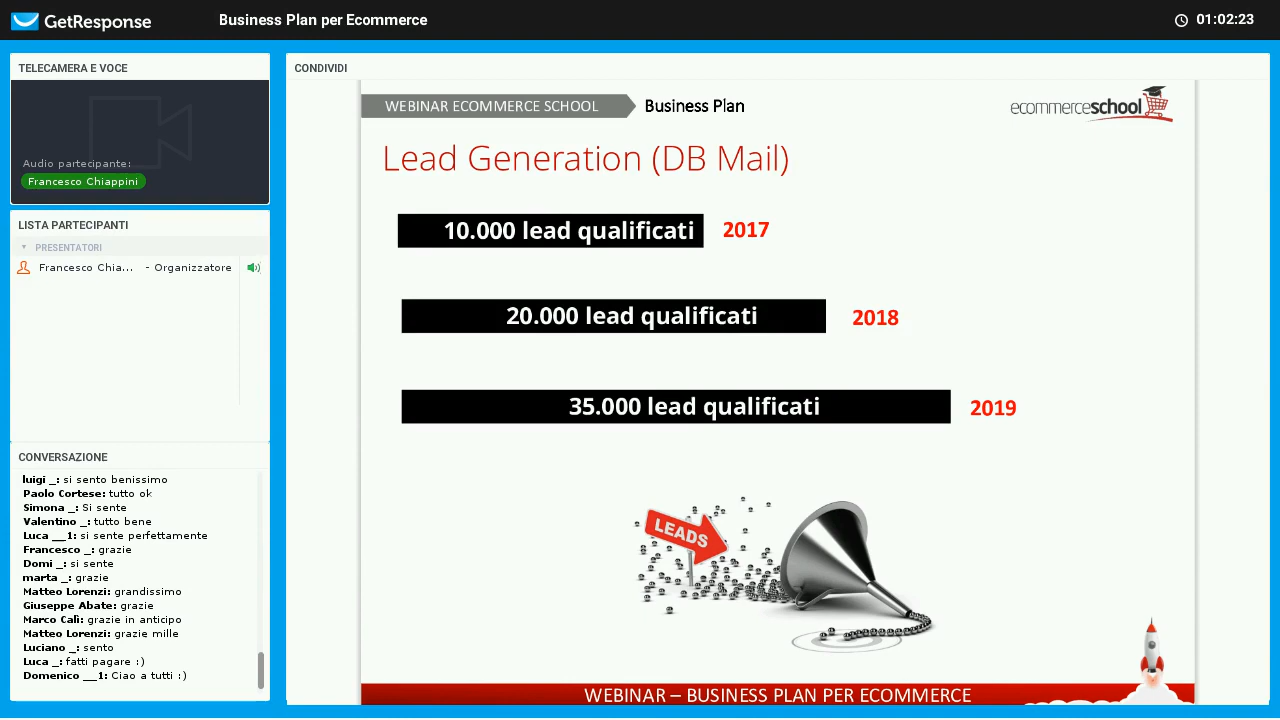 GetResponse
Business Plan per Ecommerce
01:02:23
TELECAMERA E VOCE
Audio partecipante:
Francesco Chiappini
LISTA PARTECIPANTI
PRESENTATORI
Francesco Chia... - Organizzatore
CONVERSAZIONE
luigi _: si sento benissimo
Paolo Cortese: tutto ok
Simona _: Si sente
Valentino _: tutto bene
Luca __1: si sente perfettamente
Francesco _: grazie
Domi _: si sente
marta _: grazie
Matteo Lorenzi: grandissimo
Giuseppe Abate: grazie
Marco Cali: grazie in anticipo
Matteo Lorenzi: grazie mille
Luciano _: sento
Luca _: fatti pagare :)
Domenico __1: Ciao a tutti :)
CONDIVIDI
WEBINAR ECOMMERCE SCHOOL
Business Plan
ecommerceschool
Lead Generation (DB Mail)
10.000 lead qualificati 2017
20.000 lead qualificati 2018
35.000 lead qualificati 2019
LEADS
WEBINAR – BUSINESS PLAN PER ECOMMERCE